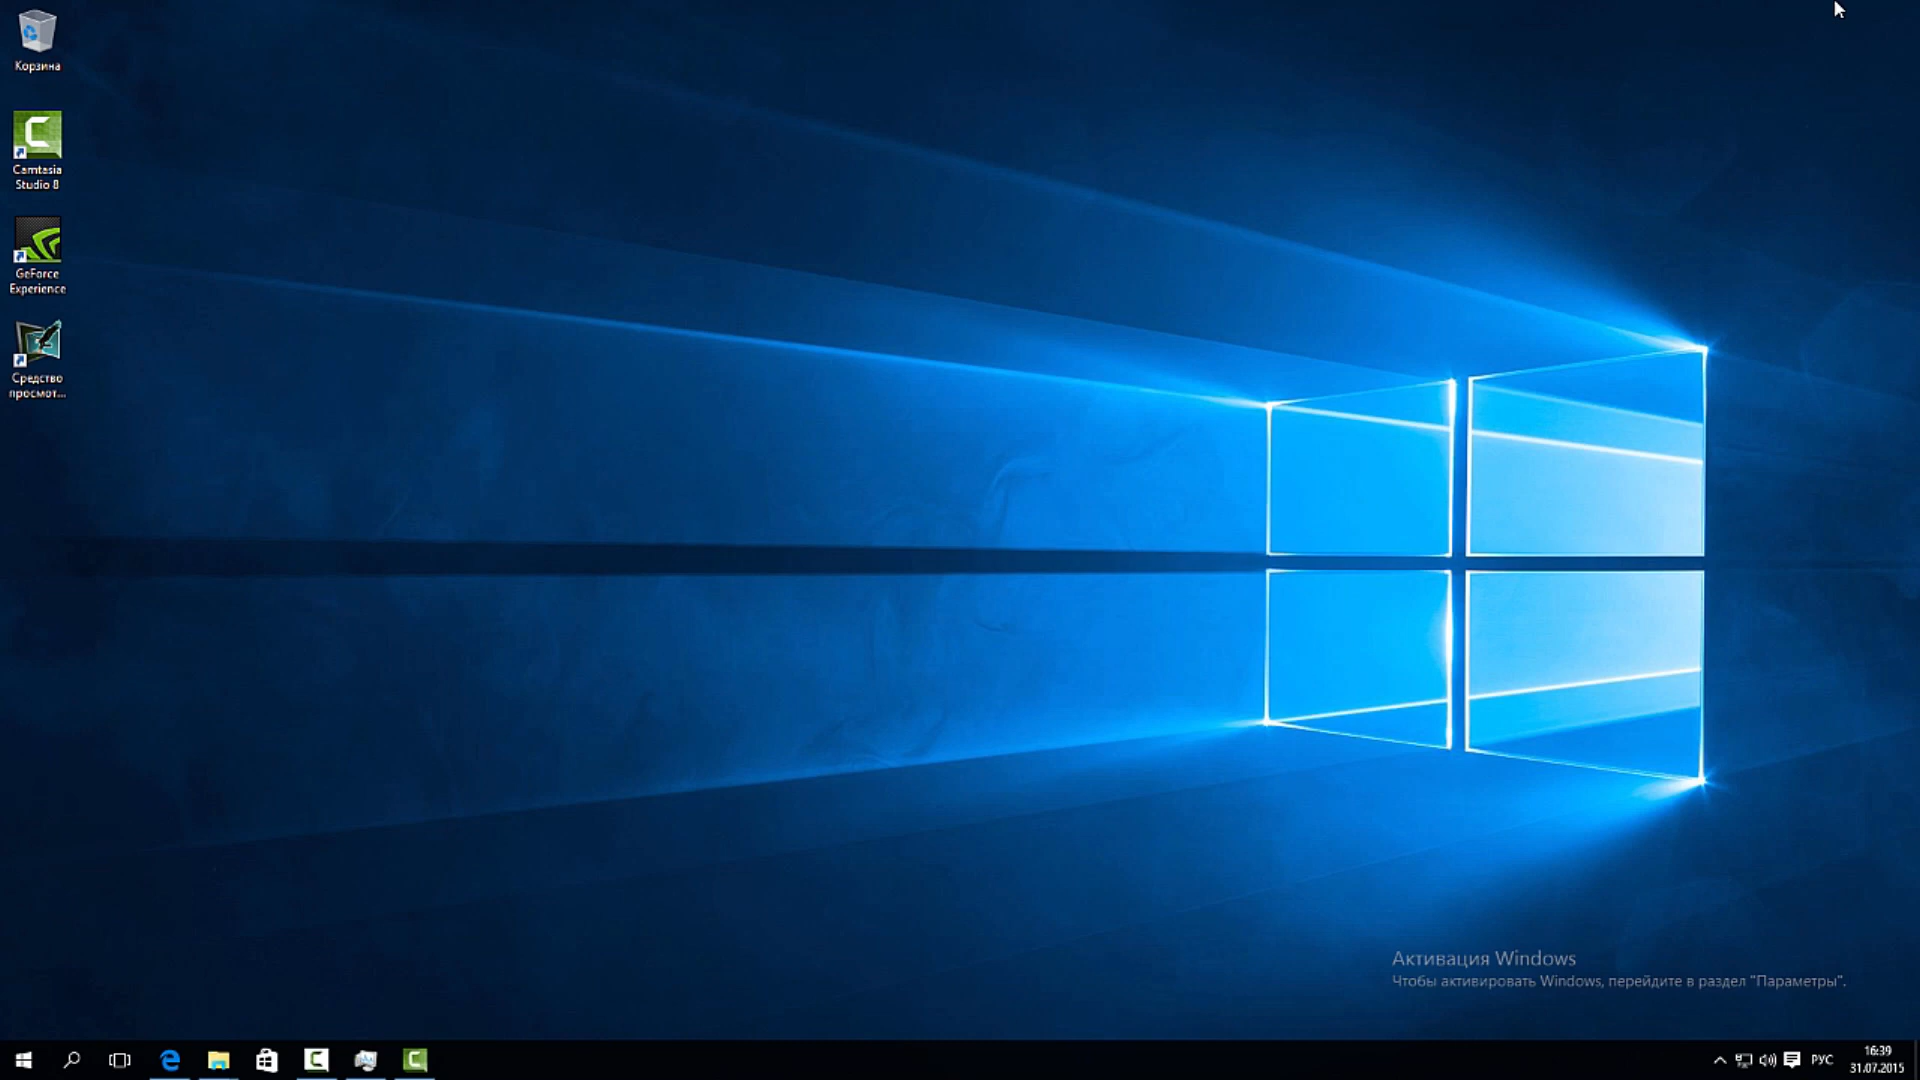 Корзина
Camtasia
Studio 8
GeForce
Experience
Средство
просмот...
Активация Windows
Чтобы активировать Windows, перейдите в раздел "Параметры".
РУС
16:39
31.07.2015